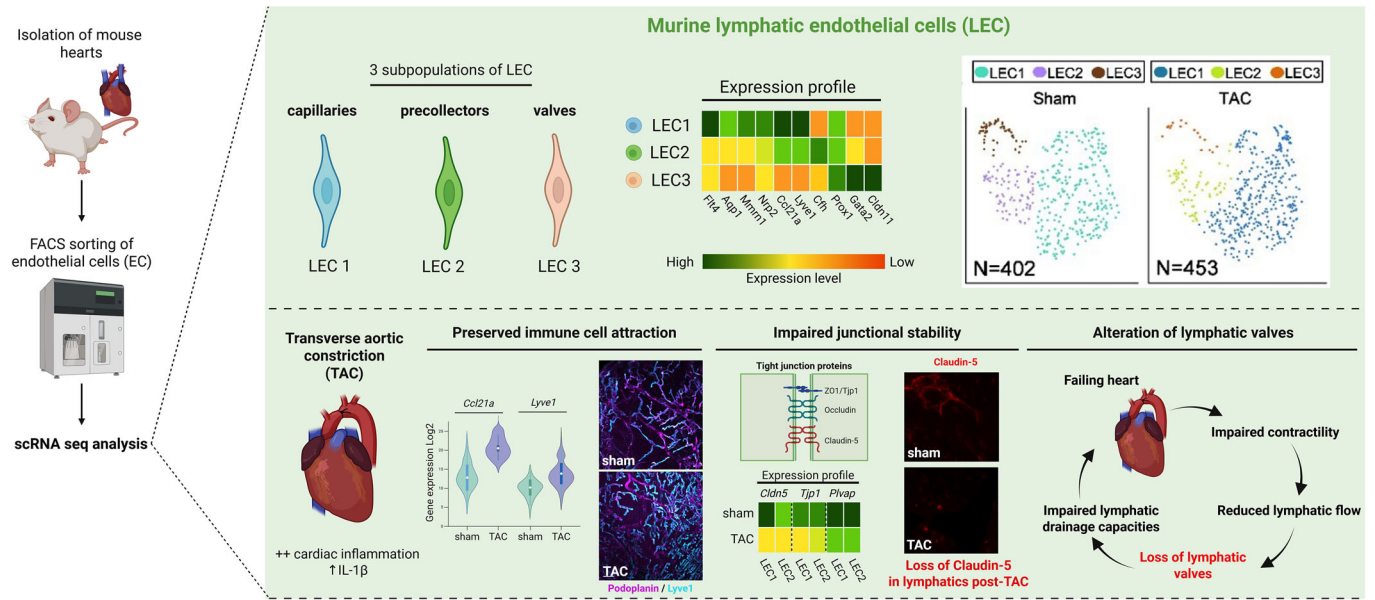 Isolation of mouse
hearts
FACS sorting of
endothelial cells (EC)
scRNA seq analysis
Murine lymphatic endothelial cells (LEC)
3 subpopulations of LEC
capillaries
precollectors
valves
LEC 1
LEC 2
LEC 3
Expression profile
LEC1
LEC2
LEC3
Flt4
Aqp1
Mmrn1
Nrp2
Ccl21a
Lyve1
Cfh
Prox1
Gata2
Cldn11
High
Low
Expression level
LEC1 LEC2 LEC3
Sham
N=402
LEC1 LEC2 LEC3
TAC
N=453
Transverse aortic
constriction
(TAC)
++ cardiac inflammation
↑IL-1β
Preserved immune cell attraction
Ccl21a
Lyve1
Gene expression Log2
25
20
15
10
5
0
sham TAC sham TAC
sham
TAC
Podoplanin / Lyve1
Impaired junctional stability
Tight junction proteins
ZO1/Tjp1
Occludin
Claudin-5
Expression profile
Cldn5 Tjp1 Plvap
sham
TAC
LEC1 LEC2 LEC1 LEC2 LEC1 LEC2
Claudin-5
sham
TAC
Loss of Claudin-5
in lymphatics post-TAC
Alteration of lymphatic valves
Failing heart
Impaired contractility
Reduced lymphatic flow
Loss of lymphatic
valves
Impaired lymphatic
drainage capacities